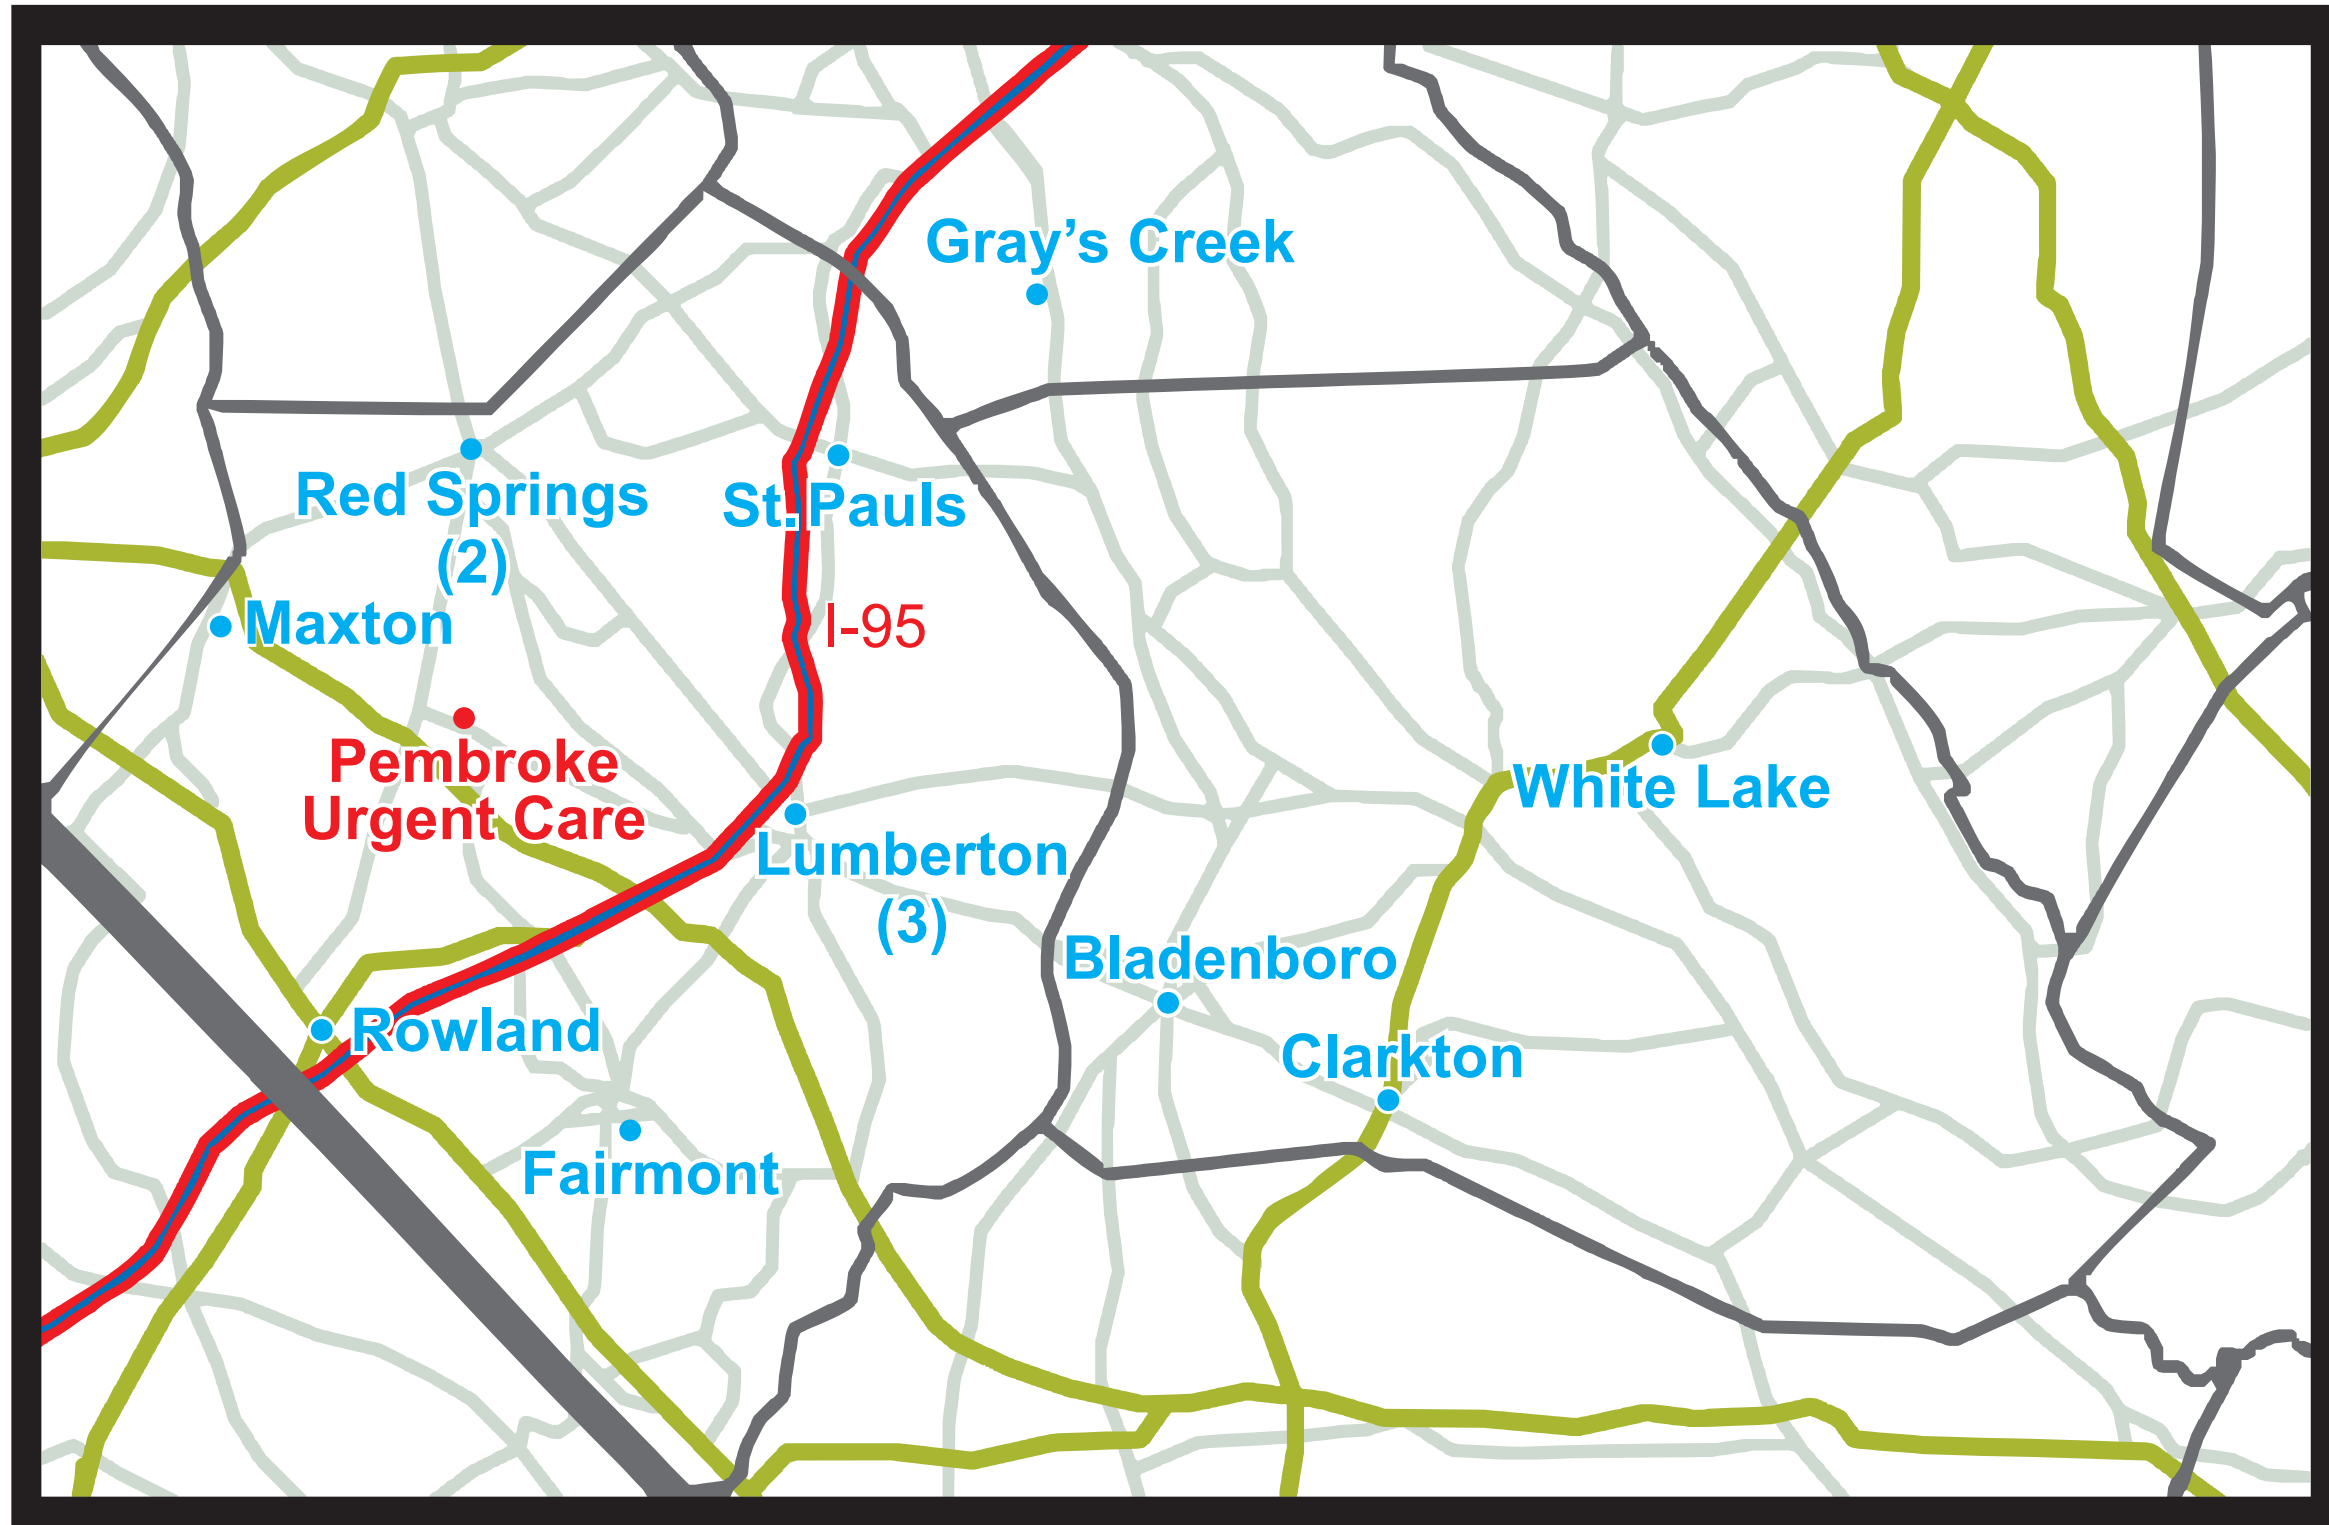 Gray’s Creek
Red Springs
(2)
St. Pauls
Maxton
I-95
Pembroke
Urgent Care
White Lake
Lumberton
(3)
Bladenboro
Rowland
Clarkton
Fairmont